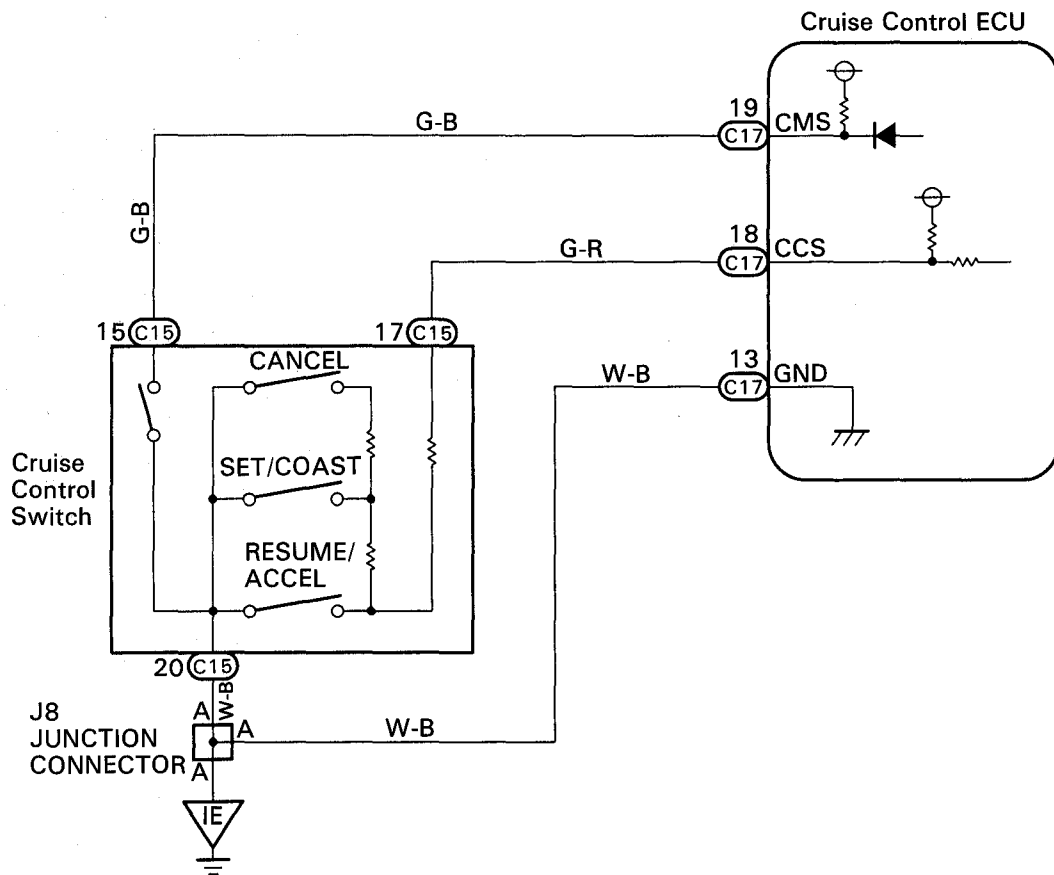 Cruise Control ECU
19
G-B
C17
CMS
G-B
18
G-R
C17
CCS
15
C15
17
C15
CANCEL
13
W-B
C17
GND
Cruise
Control
Switch
SET/COAST
RESUME/
ACCEL
20
C15
W-B
J8
JUNCTION
CONNECTOR
A
A
W-B
A
IE